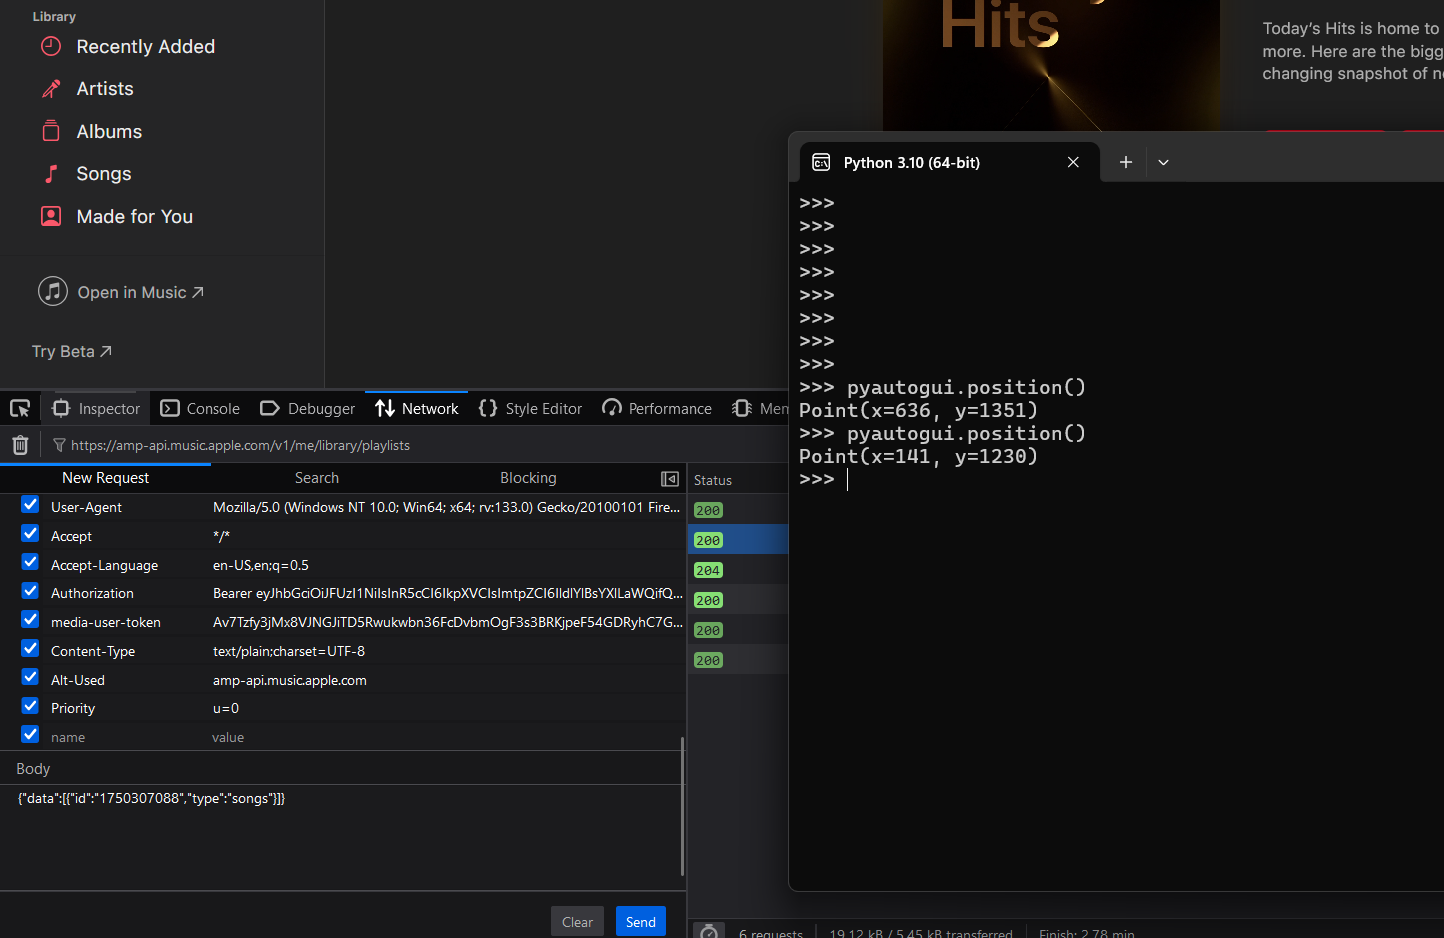 Library
Recently Added
Artists
Albums
Songs
Made for You
Open in Music ↗
Try Beta ↗
Hits
Today's Hits is home to
more. Here are the bigg
changing snapshot of n
Python 3.10 (64-bit)
>>>
>>>
>>>
>>>
>>>
>>>
>>>
>>>
>>> pyautogui.position()
Point(x=636, y=1351)
>>> pyautogui.position()
Point(x=141, y=1230)
>>>
Inspector Console Debugger Network Style Editor Performance Mem
https://amp-api.music.apple.com/v1/me/library/playlists
New Request Search Blocking
Status
User-Agent Mozilla/5.0 (Windows NT 10.0; Win64; x64; rv:133.0) Gecko/20100101 Fire...
Accept */*
Accept-Language en-US,en;q=0.5
Authorization Bearer eyJhbGciOiJFUzI1NiIsInR5cCI6IkpXVCIsImtpZCI6IldlYlBsYXlLaWQifQ...
media-user-token Av7Tzfy3jMx8VJNGJiTD5Rwukwbn36FcDvbmOgF3s3BRKjpeF54GDRyhC7G...
Content-Type text/plain;charset=UTF-8
Alt-Used amp-api.music.apple.com
Priority u=0
name value
200
200
204
200
200
200
Body
{"data":[{"id":"1750307088","type":"songs"}]}
Clear Send
6 requests 19.12 kB / 5.45 kB transferred Finish: 2.78 min